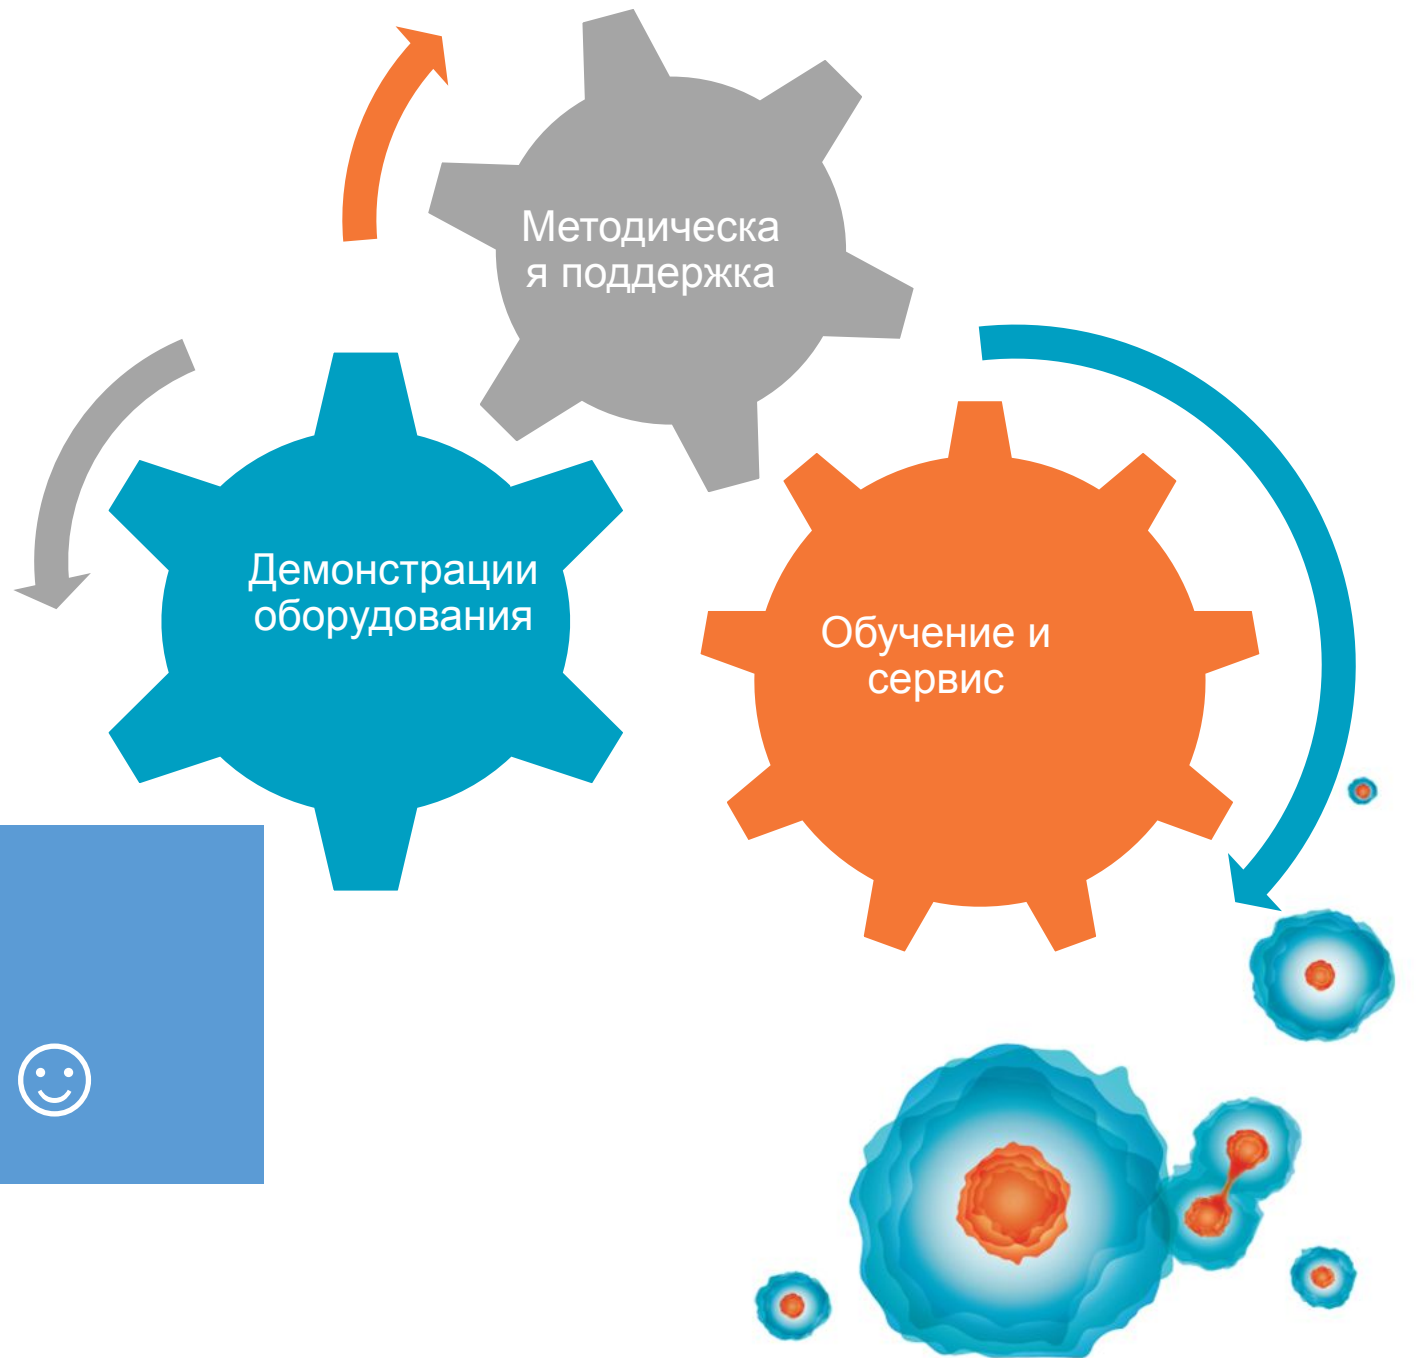 Методическа
я поддержка
Демонстрации
оборудования
Обучение и
сервис